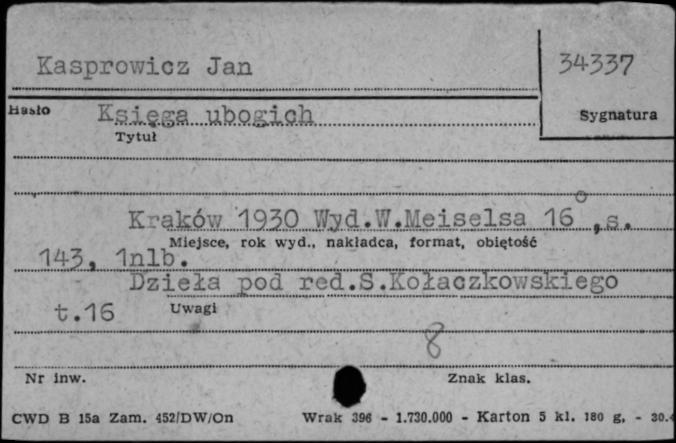 Kasprowicz Jan
34337
Hasło Księga ubogich
Sygnatura
Tytuł
Kraków 1930 Wyd.W.Meiselsa 16°,s.
Miejsce, rok wyd., nakładca, format, objętość
143, 1nlb.
Dzieła pod red.S.Kołaczkowskiego
t.16 Uwagi
8
Nr inw. Znak klas.
CWD B 15a Zam. 452/DW/On Wrak 396 - 1.730.000 - Karton 5 kl. 180 g, - 30.4